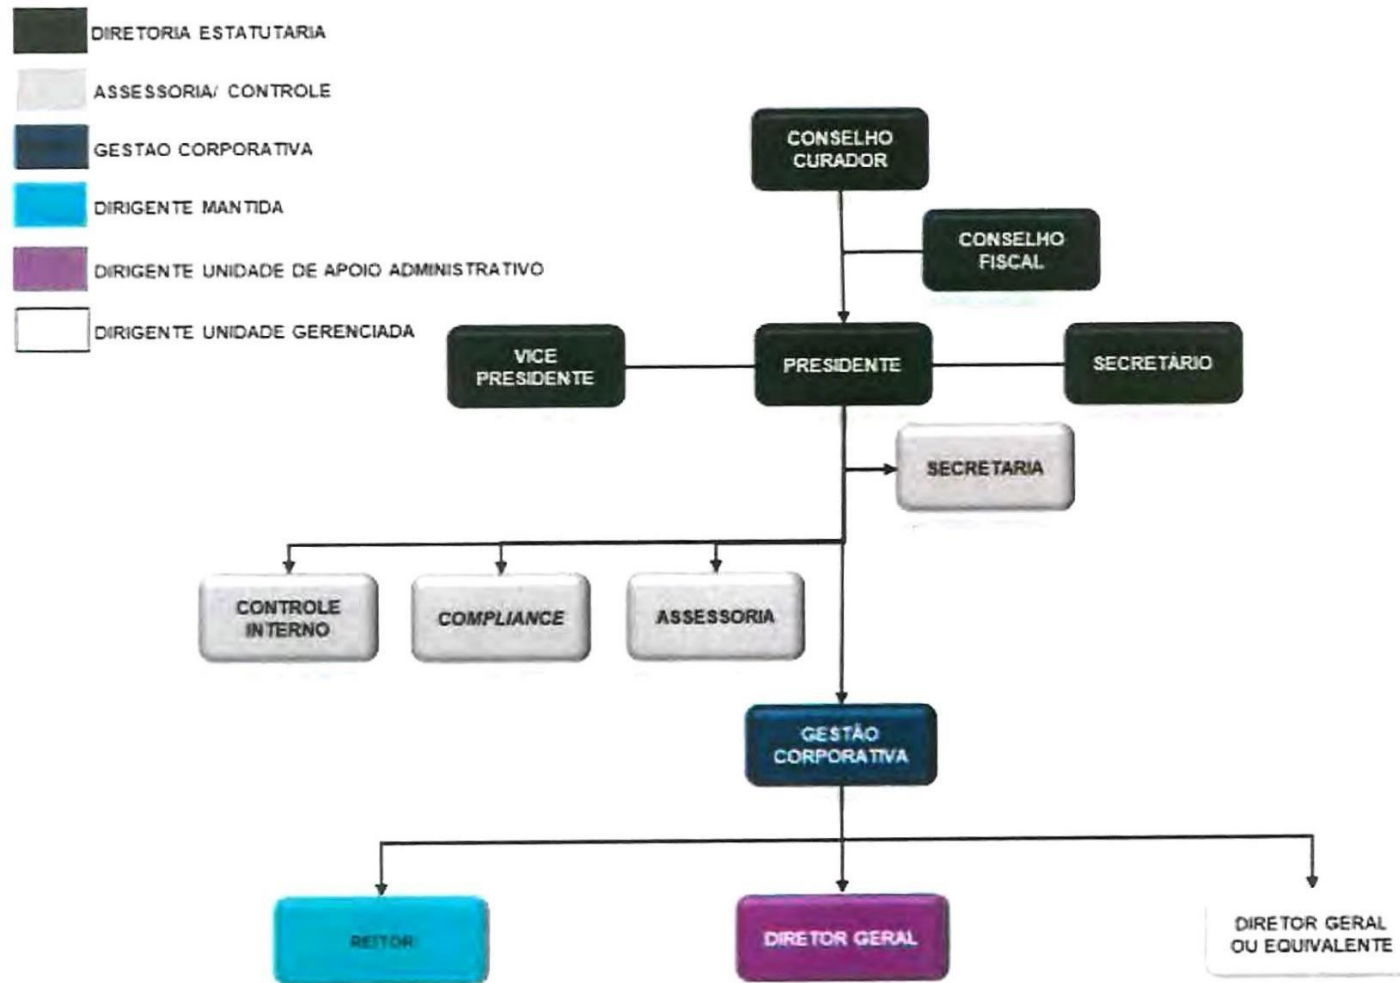 DIRETORIA ESTATUTARIA
ASSESSORIA/ CONTROLE
GESTAO CORPORATIVA
DIRIGENTE MANTIDA
DIRIGENTE UNIDADE DE APOIO ADMINISTRATIVO
DIRIGENTE UNIDADE GERENCIADA
CONSELHO
CURADOR
CONSELHO
FISCAL
VICE
PRESIDENTE
PRESIDENTE
SECRETÁRIO
SECRETARIA
CONTROLE
INTERNO
COMPLIANCE
ASSESSORIA
GESTÃO
CORPORATIVA
REITOR
DIRETOR GERAL
DIRETOR GERAL
OU EQUIVALENTE